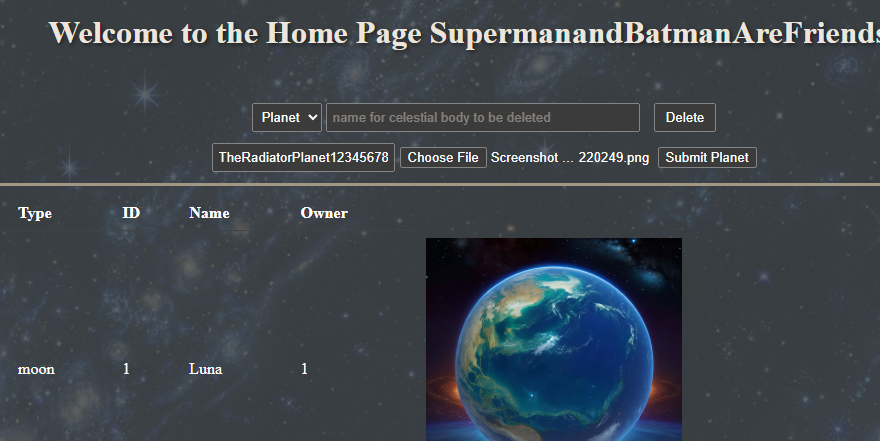 Welcome to the Home Page SupermanandBatmanAreFriends
Planet name for celestial body to be deleted Delete
TheRadiatorPlanet12345678 Choose File Screenshot ... 220249.png Submit Planet
Type ID Name Owner
moon 1 Luna 1